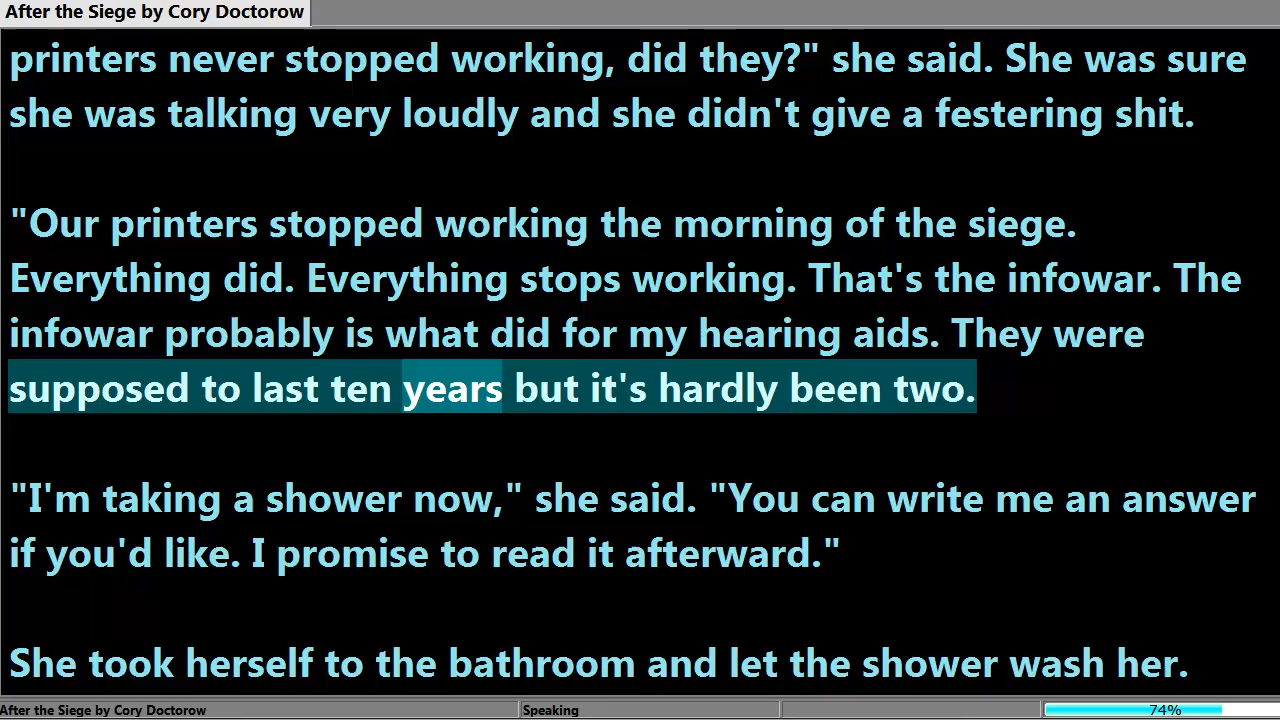 After the Siege by Cory Doctorow
printers never stopped working, did they?" she said. She was sure
she was talking very loudly and she didn't give a festering shit.
"Our printers stopped working the morning of the siege.
Everything did. Everything stops working. That's the infowar. The
infowar probably is what did for my hearing aids. They were
supposed to last ten years but it's hardly been two.
"I'm taking a shower now," she said. "You can write me an answer
if you'd like. I promise to read it afterward."
She took herself to the bathroom and let the shower wash her.
After the Siege by Cory Doctorow
Speaking
74%